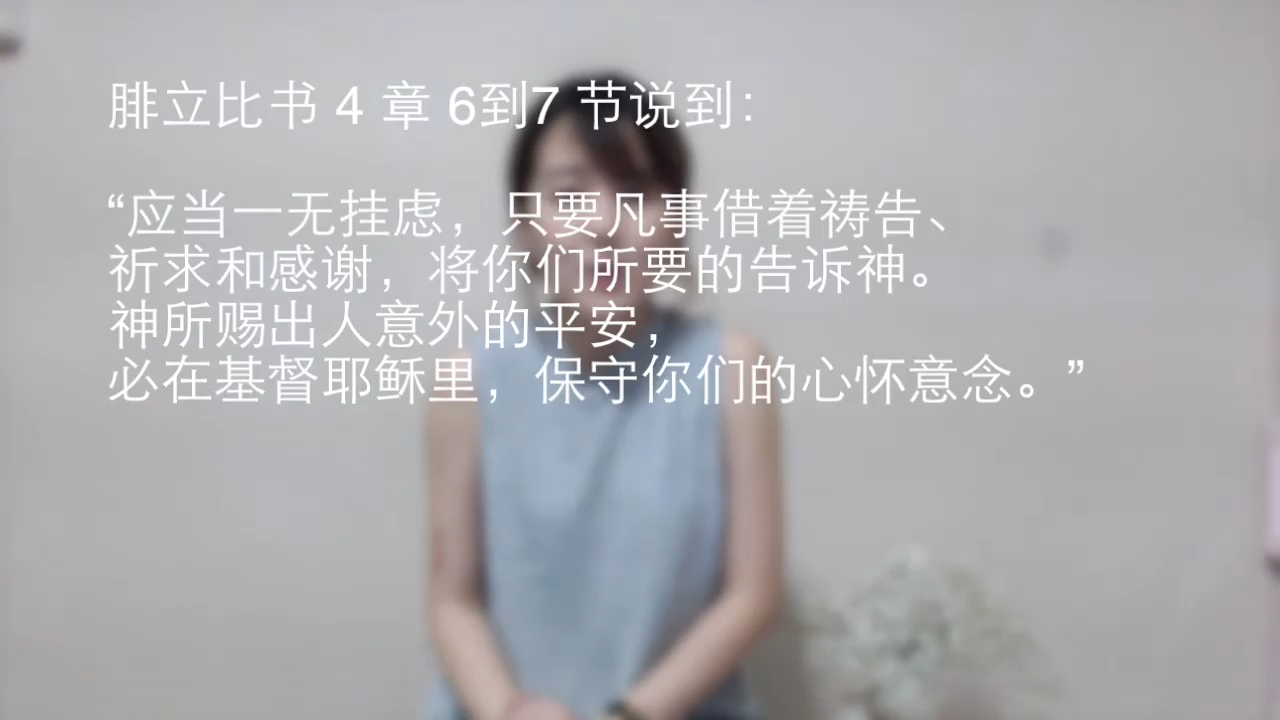 腓立比书 4 章 6到7 节说到：
“应当一无挂虑，只要凡事借着祷告、
祈求和感谢，将你们所要的告诉神。
神所赐出人意外的平安，
必在基督耶稣里，保守你们的心怀意念。”